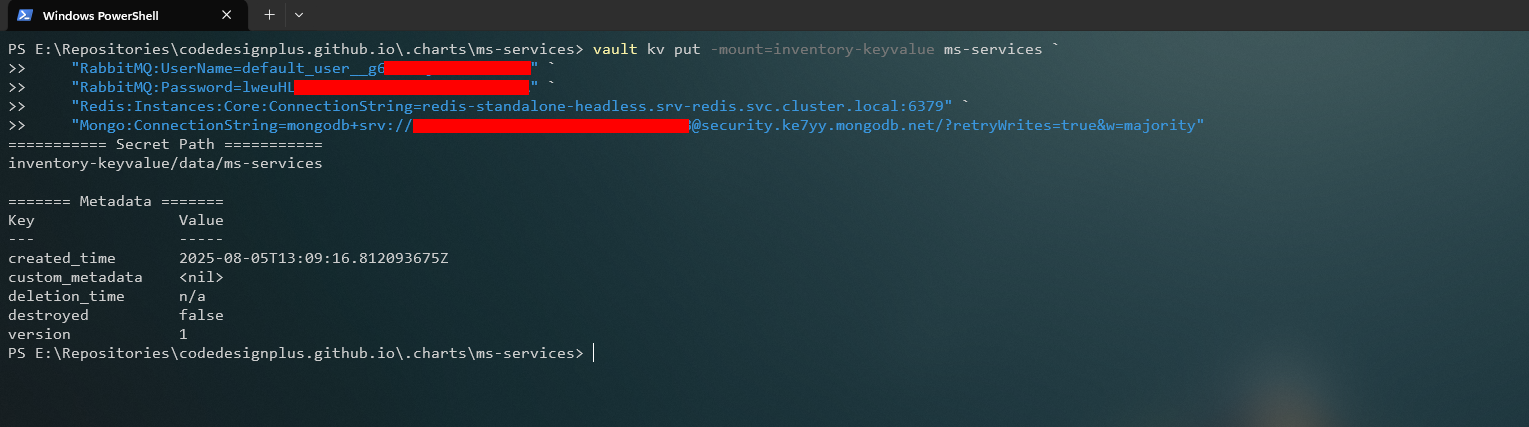 Windows PowerShell
PS E:\Repositories\codedesignplus.github.io\.charts\ms-services> vault kv put -mount=inventory-keyvalue ms-services `
>> "RabbitMQ:UserName=default_user__g6" `
>> "RabbitMQ:Password=lweuHL" `
>> "Redis:Instances:Core:ConnectionString=redis-standalone-headless.srv-redis.svc.cluster.local:6379" `
>> "Mongo:ConnectionString=mongodb+srv://@security.ke7yy.mongodb.net/?retryWrites=true&w=majority"
=========== Secret Path ===========
inventory-keyvalue/data/ms-services
======= Metadata =======
Key Value
--- -----
created_time 2025-08-05T13:09:16.812093675Z
custom_metadata <nil>
deletion_time n/a
destroyed false
version 1
PS E:\Repositories\codedesignplus.github.io\.charts\ms-services>